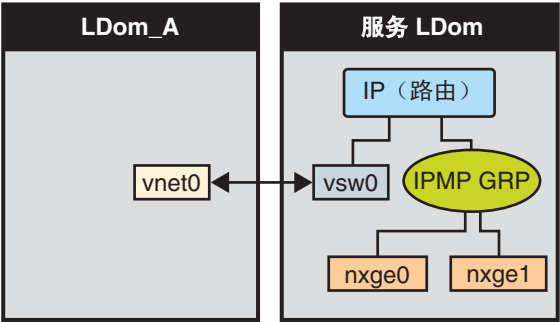 LDom_A
服务 LDom
IP（路由）
vnet0
vsw0
IPMP GRP
nxge0
nxge1